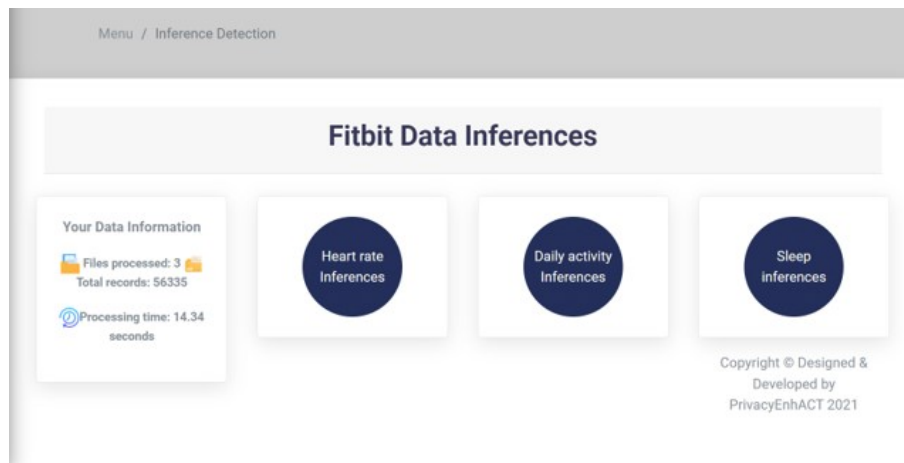 Menu / Inference Detection
Fitbit Data Inferences
Your Data Information
Files processed: 3
Total records: 56335
Processing time: 14.34
seconds
Heart rate
Inferences
Daily activity
Inferences
Sleep
inferences
Copyright © Designed &
Developed by
PrivacyEnhACT 2021